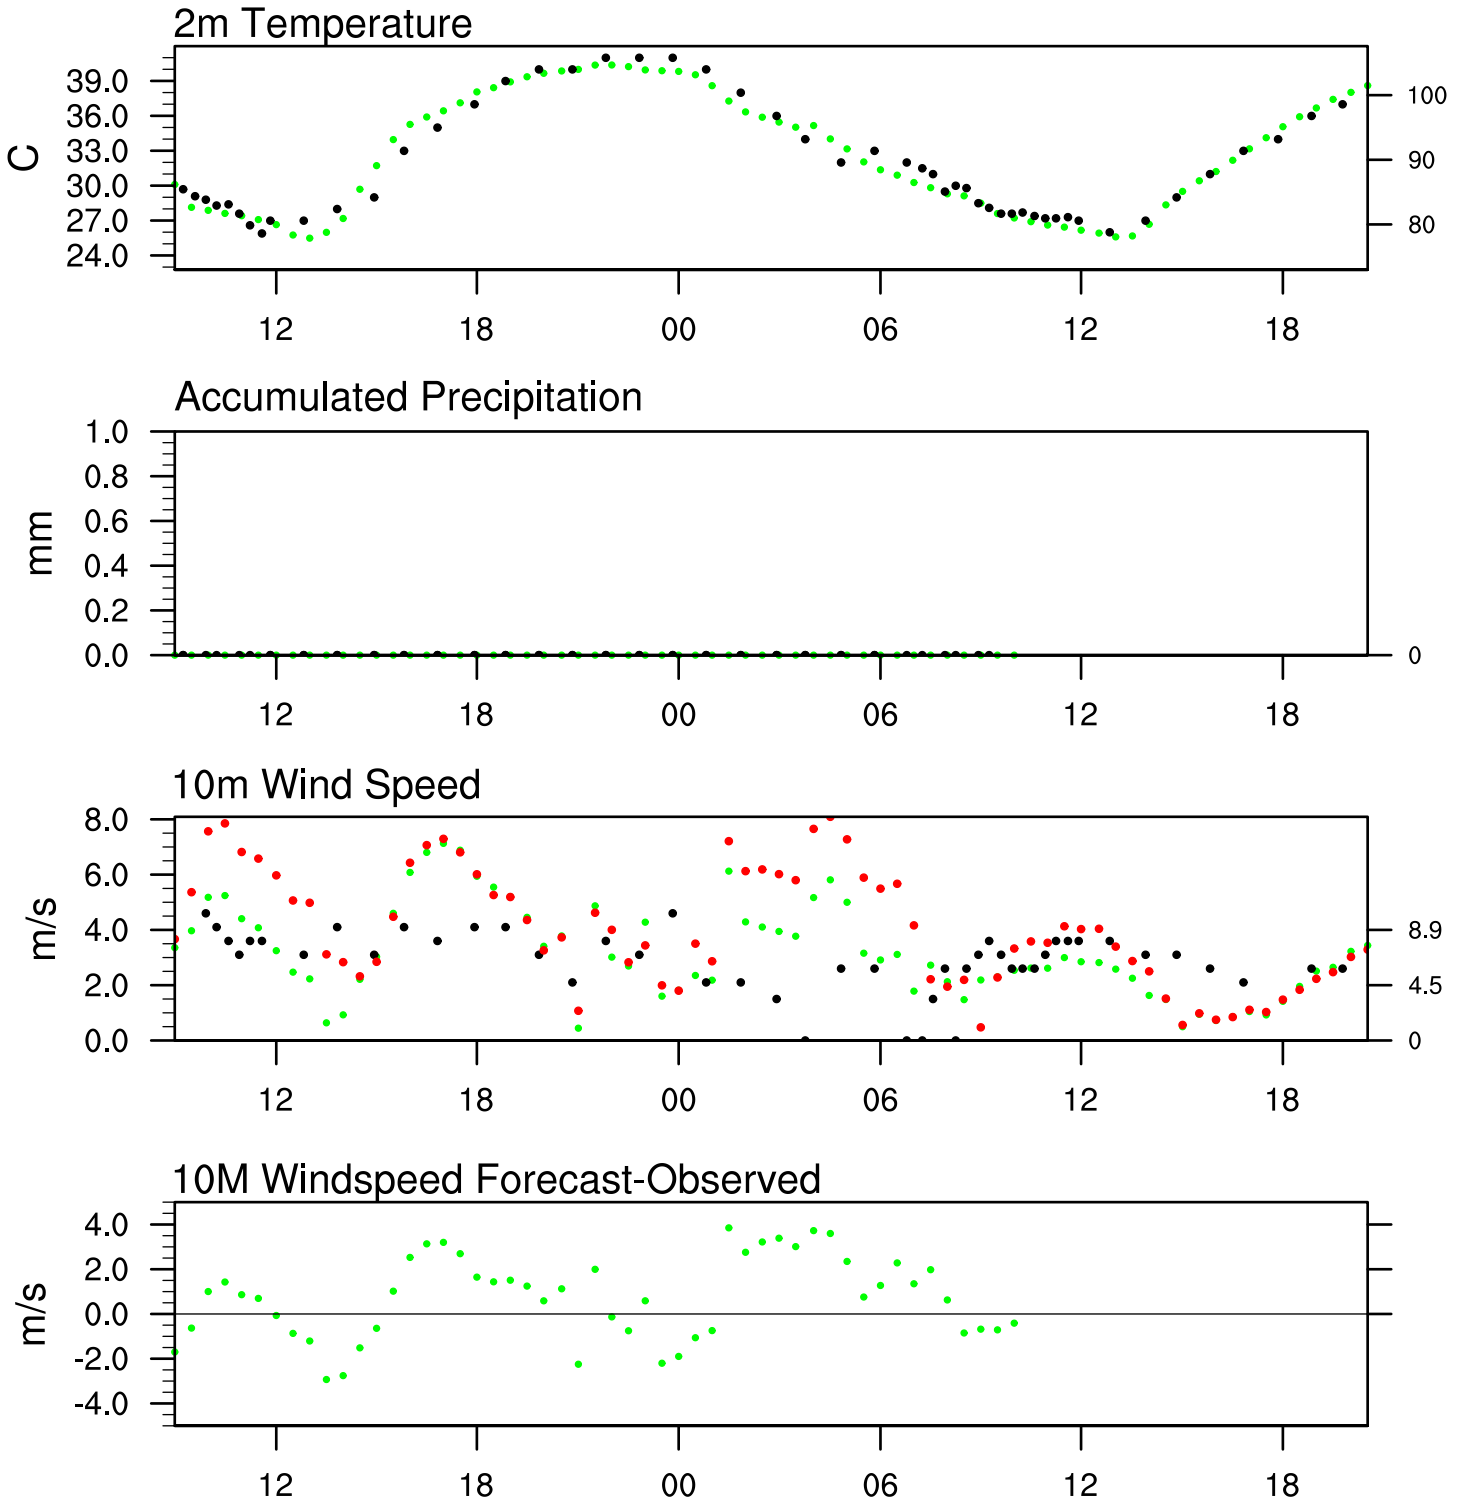 2m Temperature
39.0
36.0
33.0
30.0
27.0
24.0
C
100
90
80
12 18 00 06 12 18
Accumulated Precipitation
1.0
0.8
0.6
0.4
0.2
0.0
mm
0
12 18 00 06 12 18
10m Wind Speed
8.0
6.0
4.0
2.0
0.0
m/s
8.9
4.5
0
12 18 00 06 12 18
10M Windspeed Forecast-Observed
4.0
2.0
0.0
-2.0
-4.0
m/s
12 18 00 06 12 18